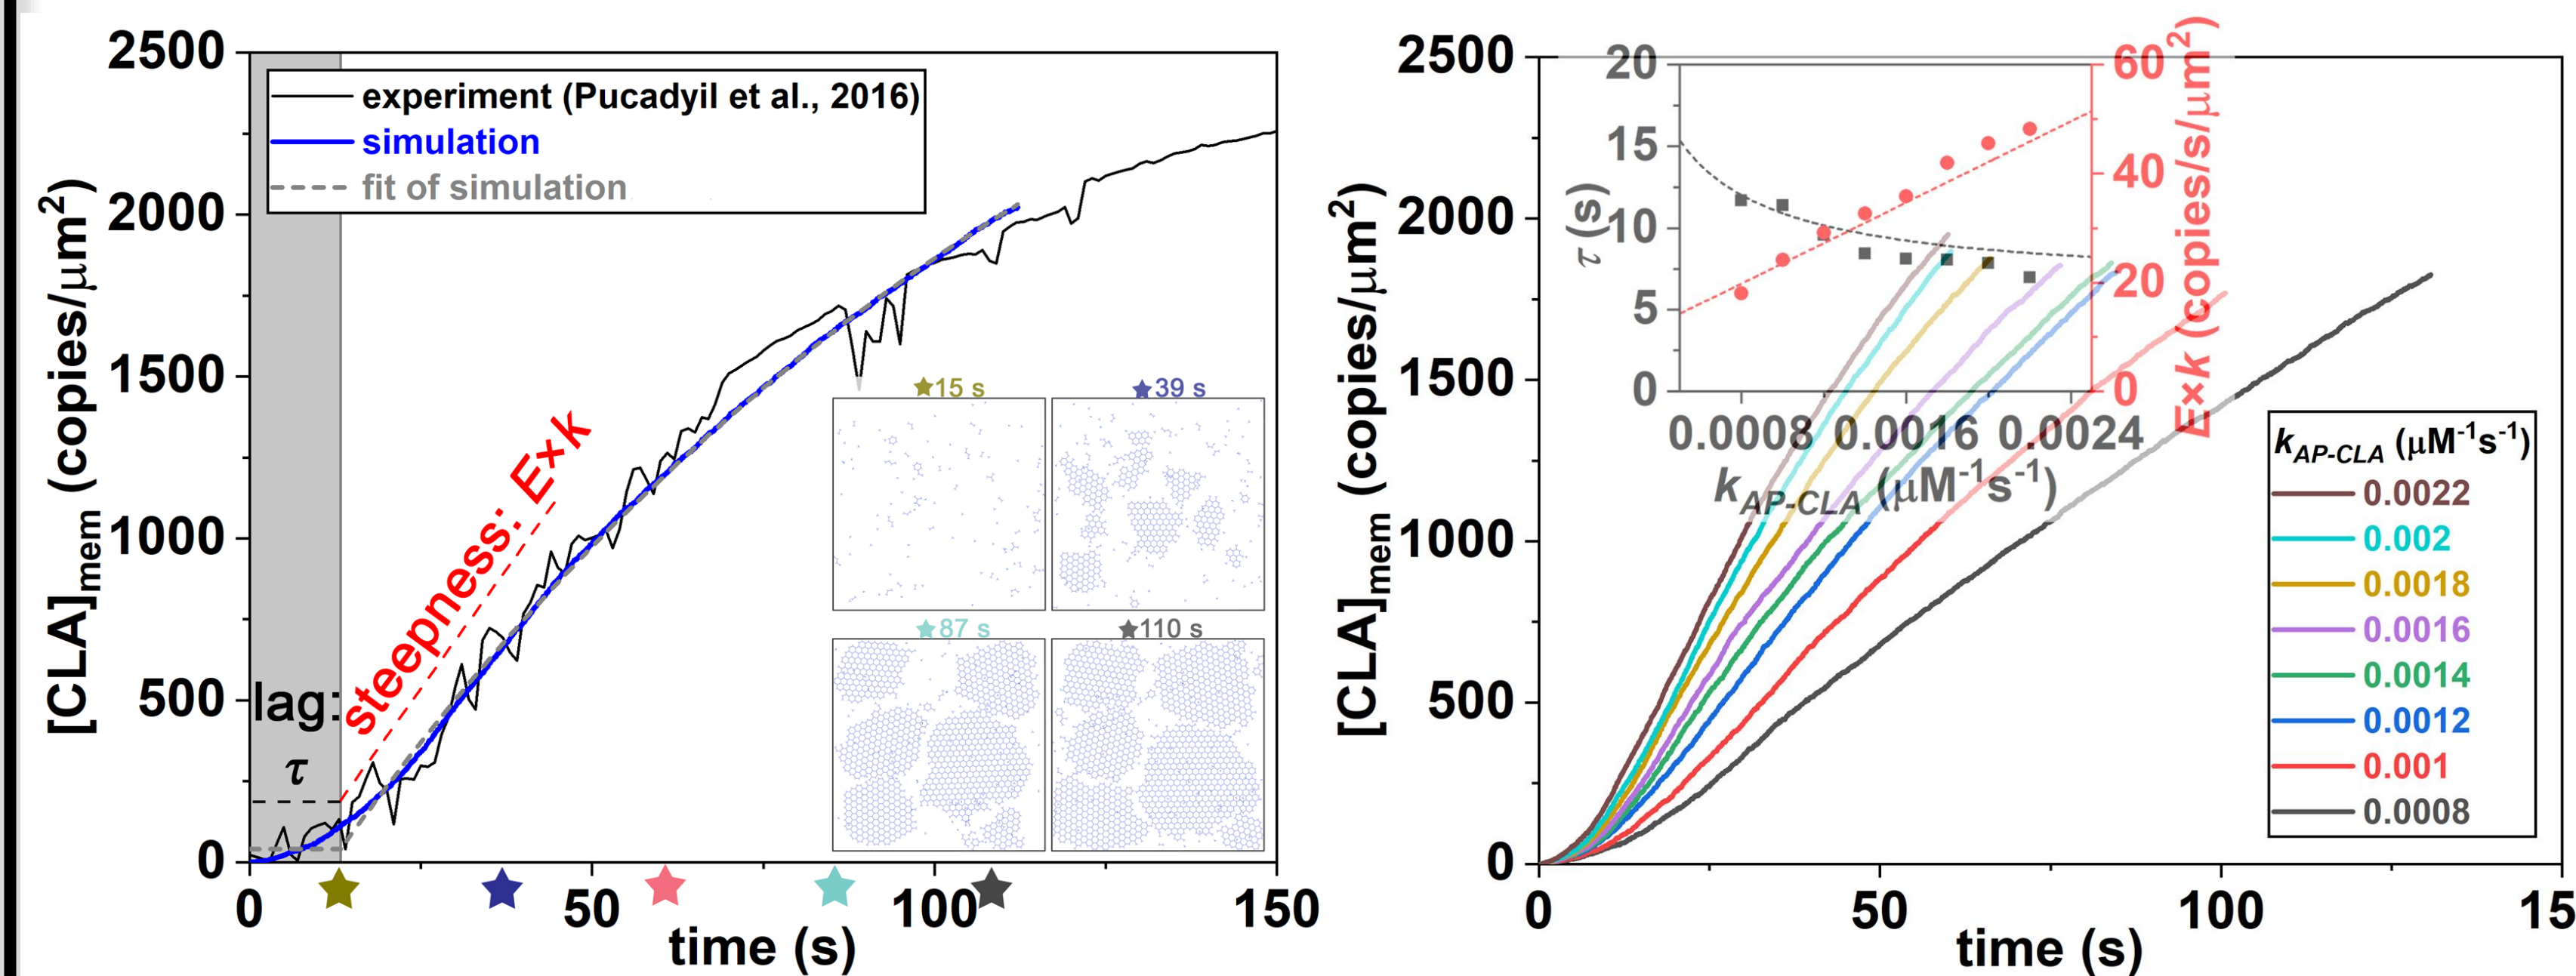 2500
2000
1500
1000
500
0
[CLA]mem (copies/μm²)
experiment (Pucadyil et al., 2016)
simulation
fit of simulation
steepness: E×k
lag:
τ
★15 s
★39 s
★87 s
★110 s
0
50
100
150
time (s)
2500
2000
1500
1000
500
0
[CLA]mem (copies/μm²)
20
15
10
5
0
τ (s)
60
40
20
0
E×k (copies/s/μm²)
0.0008 0.0016 0.0024
kAP-CLA (μM⁻¹s⁻¹)
kAP-CLA (μM⁻¹s⁻¹)
0.0022
0.002
0.0018
0.0016
0.0014
0.0012
0.001
0.0008
0
50
100
15
time (s)